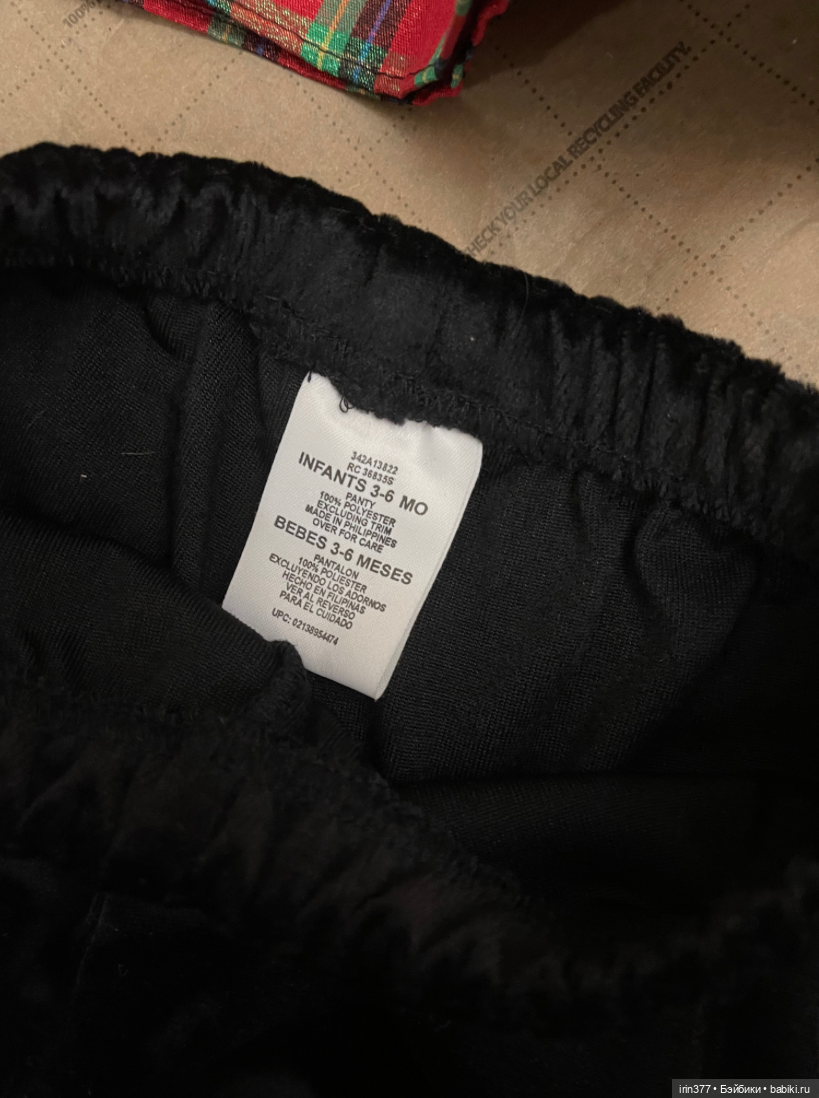 100%
CHECK YOUR LOCAL RECYCLING FACILITY.
342A13822
RC 36835S
INFANTS 3-6 MO
PANTY
100% POLYESTER
EXCLUDING TRIM
MADE IN PHILIPPINES
OVER FOR CARE
BEBES 3-6 MESES
PANTALON
100% POLIESTER
EXCLUYENDO LOS ADORNOS
HECHO EN FILIPINAS
VER AL REVERSO
PARA EL CUIDADO
UPC: 02138954474
irin377 • Бэйбики • babiki.ru